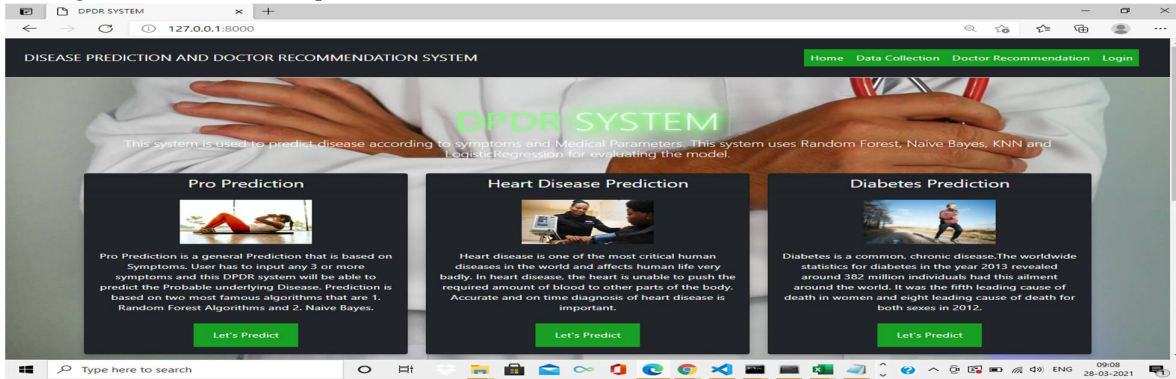 DPDR SYSTEM
127.0.0.1:8000
DISEASE PREDICTION AND DOCTOR RECOMMENDATION SYSTEM
Home Data Collection Doctor Recommendation Login
DPDR SYSTEM
This system is used to predict disease according to symptoms and Medical Parameters. This system uses Random Forest, Naive Bayes, KNN and
LogisticRegression for evaluating the model.
Pro Prediction
Pro Prediction is a general Prediction that is based on
Symptoms. User has to input any 3 or more
symptoms and this DPDR system will be able to
predict the Probable underlying Disease. Prediction is
based on two most famous algorithms that are 1.
Random Forest Algorithms and 2. Naive Bayes.
Let's Predict
Heart Disease Prediction
Heart disease is one of the most critical human
diseases in the world and affects human life very
badly. In heart disease, the heart is unable to push the
required amount of blood to other parts of the body.
Accurate and on time diagnosis of heart disease is
important.
Let's Predict
Diabetes Prediction
Diabetes is a common, chronic disease.The worldwide
statistics for diabetes in the year 2013 revealed
around 382 million individuals had this ailment
around the world. It was the fifth leading cause of
death in women and eight leading cause of death for
both sexes in 2012.
Let's Predict
Type here to search
ENG
09:08
28-03-2021